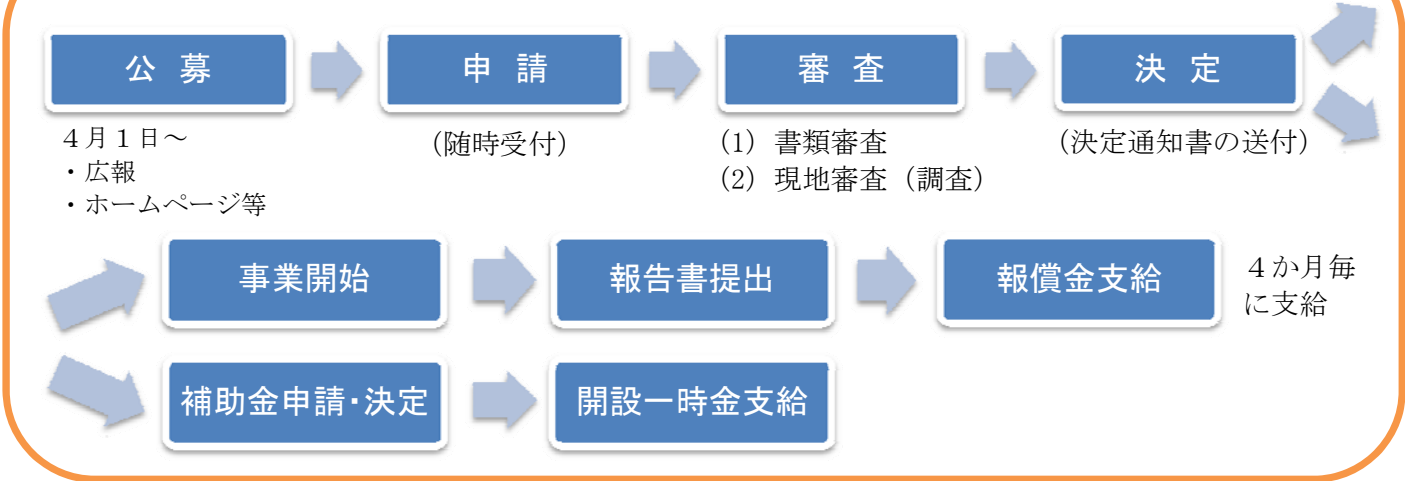 公 募
申 請
審 査
決 定
４月１日～
・広報
・ホームページ等
(随時受付)
(1) 書類審査
(2) 現地審査（調査）
(決定通知書の送付)
事業開始
報告書提出
報償金支給
４か月毎
に支給
補助金申請・決定
開設一時金支給